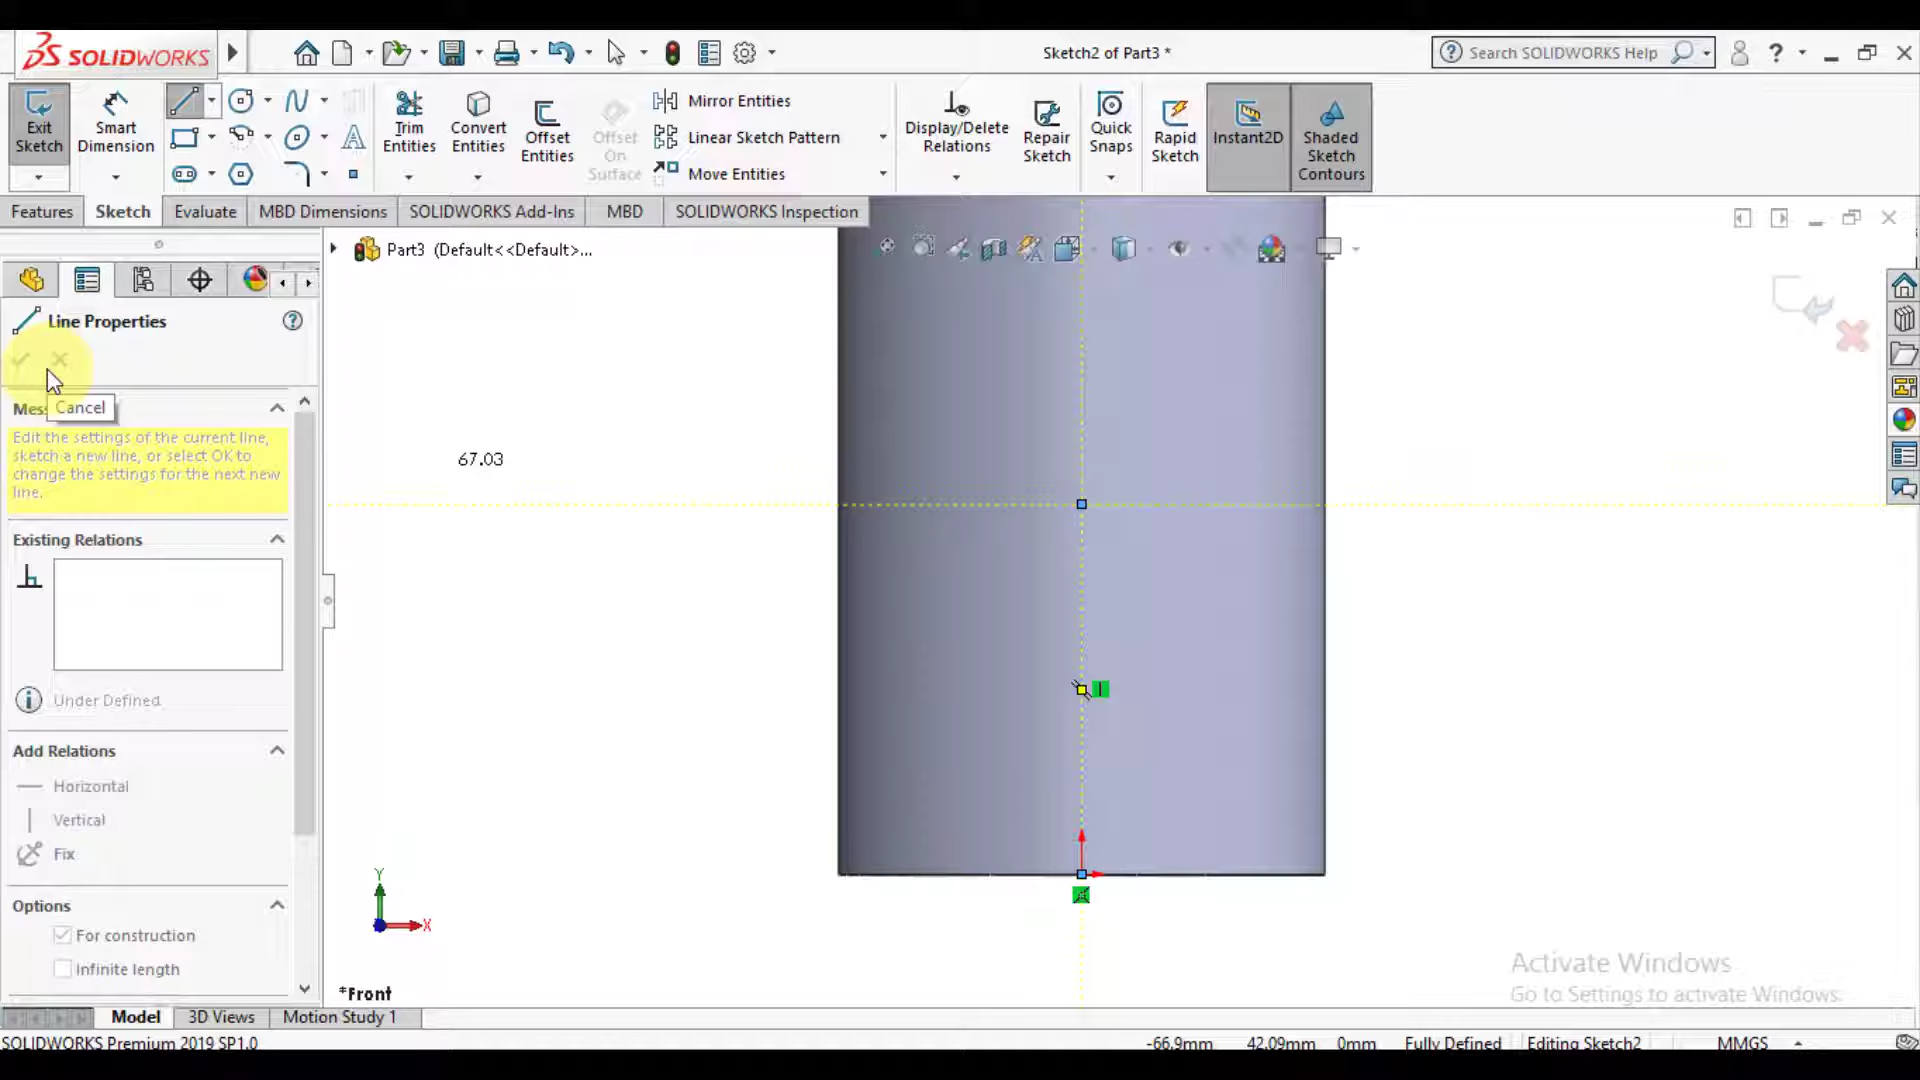 SOLIDWORKS
Sketch2 of Part3 *
Search SOLIDWORKS Help
Exit Sketch
Smart Dimension
Trim Entities
Convert Entities
Offset Entities
Offset On Surface
Mirror Entities
Linear Sketch Pattern
Move Entities
Display/Delete Relations
Repair Sketch
Quick Snaps
Rapid Sketch
Instant2D
Shaded Sketch Contours
Features
Sketch
Evaluate
MBD Dimensions
SOLIDWORKS Add-Ins
MBD
SOLIDWORKS Inspection
Part3 (Default<<Default>...
Line Properties
Mes
Cancel
Edit the settings of the current line,
sketch a new line, or select OK to
change the settings for the next new
line.
67.03
Existing Relations
Under Defined
Add Relations
Horizontal
Vertical
Fix
Options
For construction
Infinite length
Y
X
*Front
Activate Windows
Go to Settings to activate Windows.
Model
3D Views
Motion Study 1
SOLIDWORKS Premium 2019 SP1.0
-66.9mm
42.09mm
0mm
Fully Defined
Editing Sketch2
MMGS